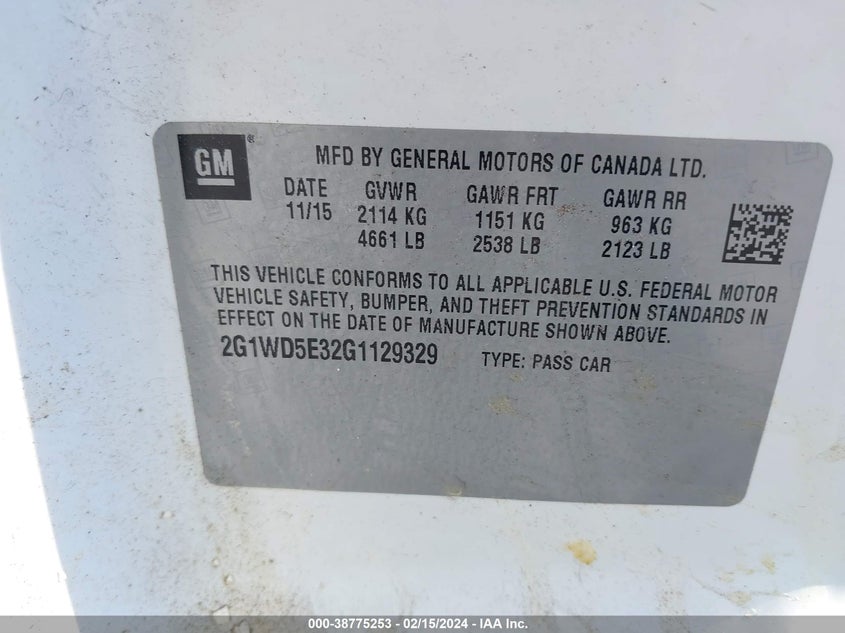 GM®
MFD BY GENERAL MOTORS OF CANADA LTD.
DATE GVWR GAWR FRT GAWR RR
11/15 2114 KG 1151 KG 963 KG
4661 LB 2538 LB 2123 LB
THIS VEHICLE CONFORMS TO ALL APPLICABLE U.S. FEDERAL MOTOR
VEHICLE SAFETY, BUMPER, AND THEFT PREVENTION STANDARDS IN
EFFECT ON THE DATE OF MANUFACTURE SHOWN ABOVE.
2G1WD5E32G1129329 TYPE: PASS CAR
000-38775253 - 02/15/2024 - IAA Inc.